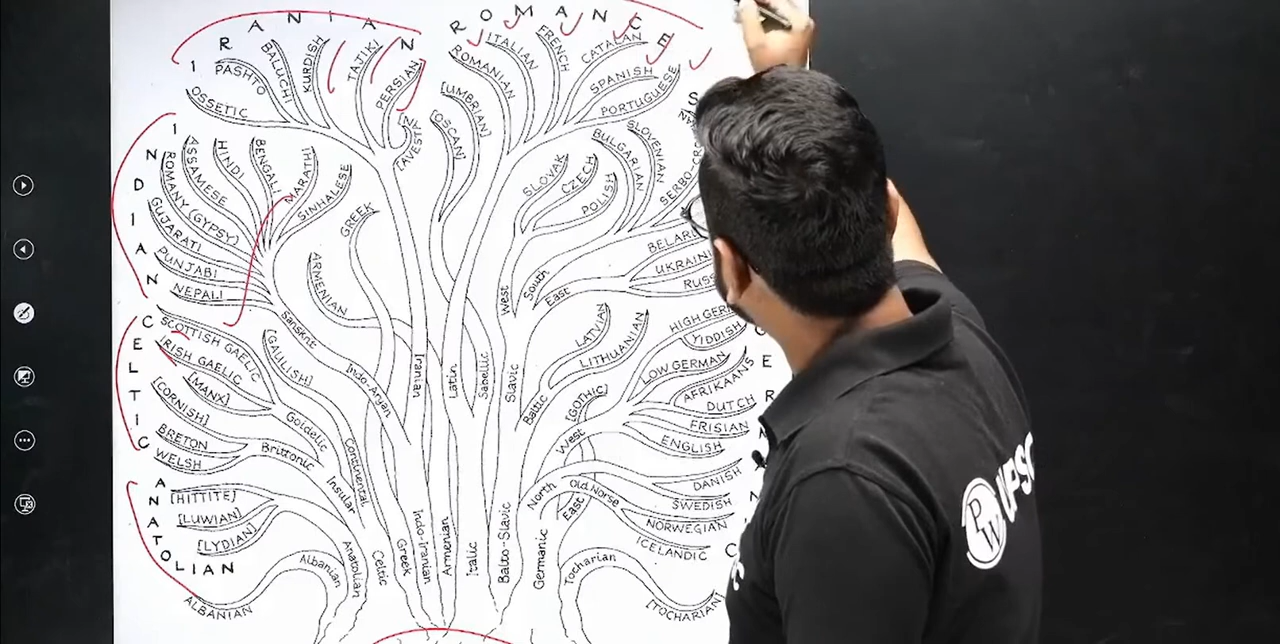 IRANIAN
ROMANCE
OSSETIC
PASHTO
BALUCHI
KURDISH
TAJIKI
PERSIAN
[AVESTAN]
ROMANIAN
ITALIAN
FRENCH
CATALAN
SPANISH
PORTUGUESE
[UMBRIAN]
[OSCAN]
INDIAN
ROMANY (GYPSY)
ASSAMESE
HINDI
BENGALI
MARATHI
SINHALESE
GUJARATI
PUNJABI
NEPALI
GREEK
ARMENIAN
SLOVAK
CZECH
POLISH
BULGARIAN
SLOVENIAN
West
South
East
Sanskrit
Indo-Aryan
Iranian
Latin
Sabellic
Slavic
Baltic
LATVIAN
LITHUANIAN
YIDDISH
LOW GERMAN
AFRIKAANS
DUTCH
FRISIAN
ENGLISH
[GOTHIC]
West
CELTIC
SCOTTISH GAELIC
IRISH GAELIC
[MANX]
[CORNISH]
BRETON
WELSH
[GAULISH]
Goidelic
Brittonic
Continental
Insular
North
Old Norse
East
DANISH
SWEDISH
NORWEGIAN
ICELANDIC
ANATOLIAN
[HITTITE]
[LUWIAN]
[LYDIAN]
ALBANIAN
Albanian
Anatolian
Celtic
Greek
Indo-Iranian
Armenian
Italic
Balto-Slavic
Germanic
Tocharian
[TOCHARIAN]
PW
UPSC